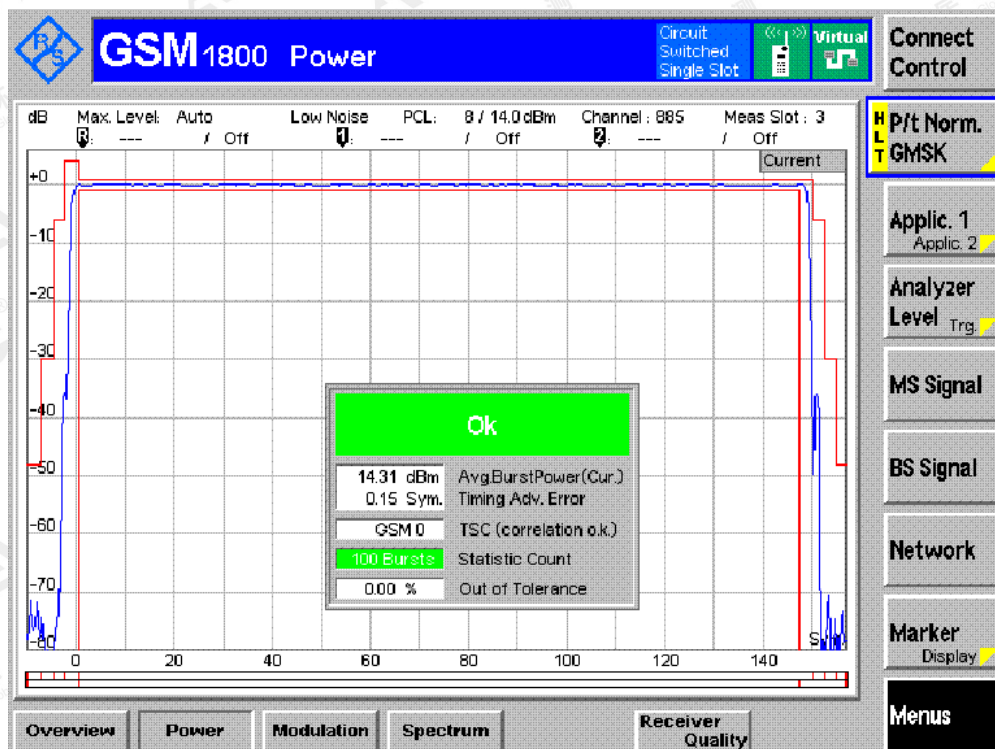 R/S
GSM 1800 Power
Circuit
Switched
Single Slot
Virtual
Connect
Control
dB Max. Level: Auto Low Noise PCL: 8 / 14.0 dBm Channel : 885 Meas Slot : 3
R: --- / Off 1: --- / Off 2: --- / Off
Current
HLT
P/t Norm.
GMSK
Applic. 1
Applic. 2
Analyzer
Level Trg.
MS Signal
BS Signal
Network
Marker
Display
Menus
+0
-10
-20
-30
-40
-50
-60
-70
-80
Ok
14.31 dBm Avg.BurstPower(Cur.)
0.15 Sym. Timing Adv. Error
GSM 0 TSC (correlation o.k.)
100 Bursts Statistic Count
0.00 % Out of Tolerance
0 20 40 60 80 100 120 140
Overview Power Modulation Spectrum Receiver
Quality